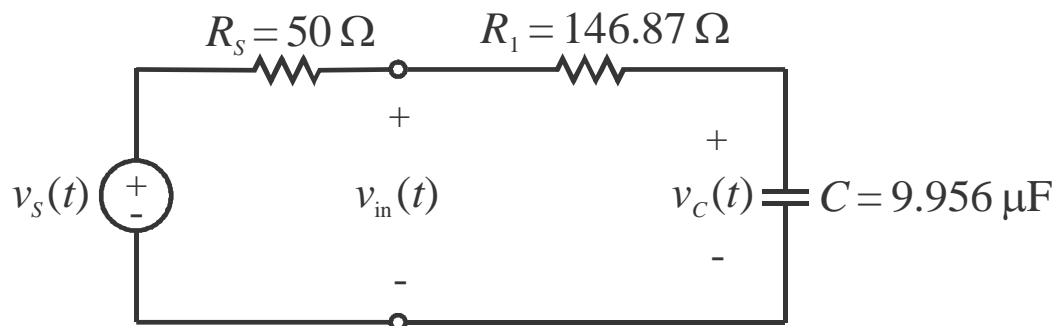 R_S = 50 Ω
R_1 = 146.87 Ω
+
+
v_S(t)
+
-
v_in(t)
v_C(t)
C = 9.956 μF
-
-